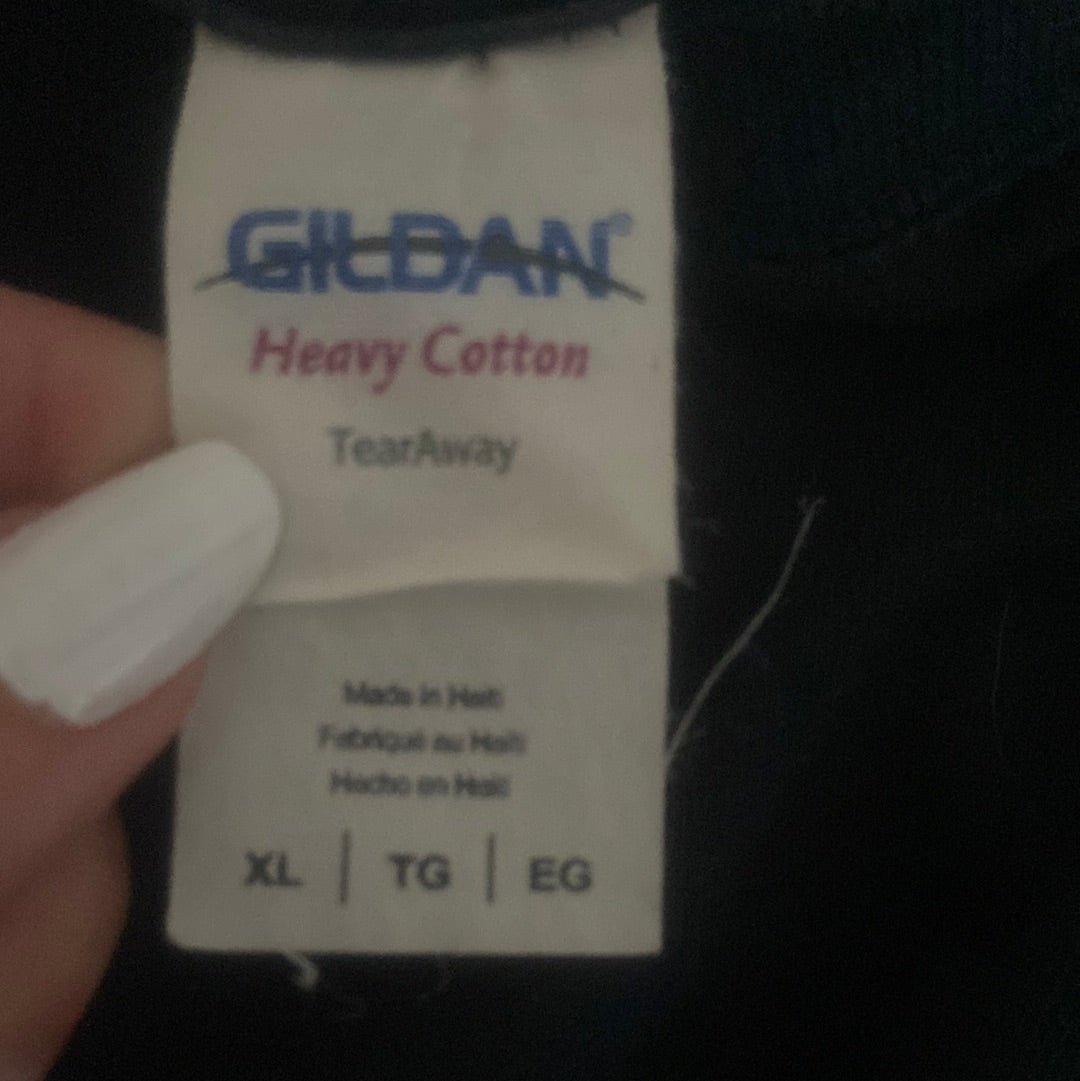 GILDAN®
Heavy Cotton
TearAway
Made in Haiti
Fabriqué au Haïti
Hecho en Haití
XL | TG | EG